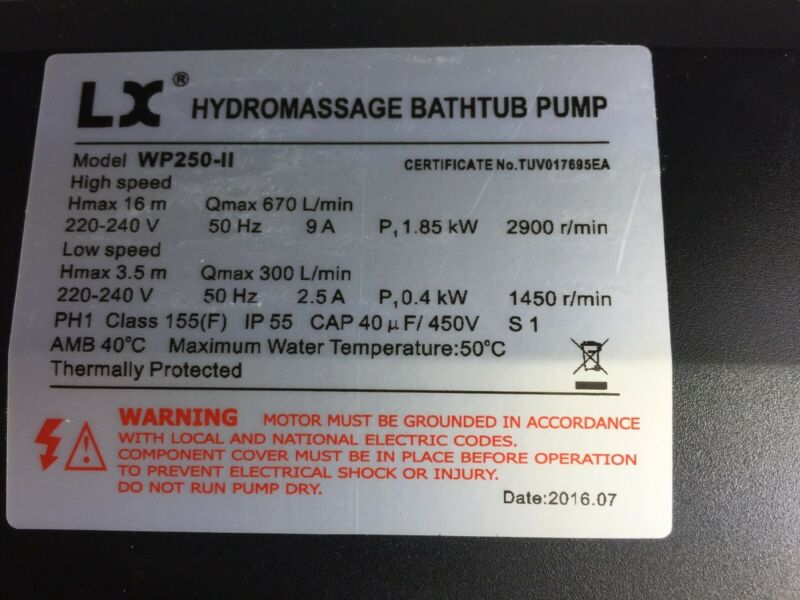 LX® HYDROMASSAGE BATHTUB PUMP
Model WP250-II CERTIFICATE No.TUV017695EA
High speed
Hmax 16 m Qmax 670 L/min
220-240 V 50 Hz 9 A P₁ 1.85 kW 2900 r/min
Low speed
Hmax 3.5 m Qmax 300 L/min
220-240 V 50 Hz 2.5 A P₁ 0.4 kW 1450 r/min
PH1 Class 155(F) IP 55 CAP 40 μF/ 450V S 1
AMB 40°C Maximum Water Temperature:50°C
Thermally Protected
WARNING MOTOR MUST BE GROUNDED IN ACCORDANCE
WITH LOCAL AND NATIONAL ELECTRIC CODES.
COMPONENT COVER MUST BE IN PLACE BEFORE OPERATION
TO PREVENT ELECTRICAL SHOCK OR INJURY.
DO NOT RUN PUMP DRY.
Date:2016.07